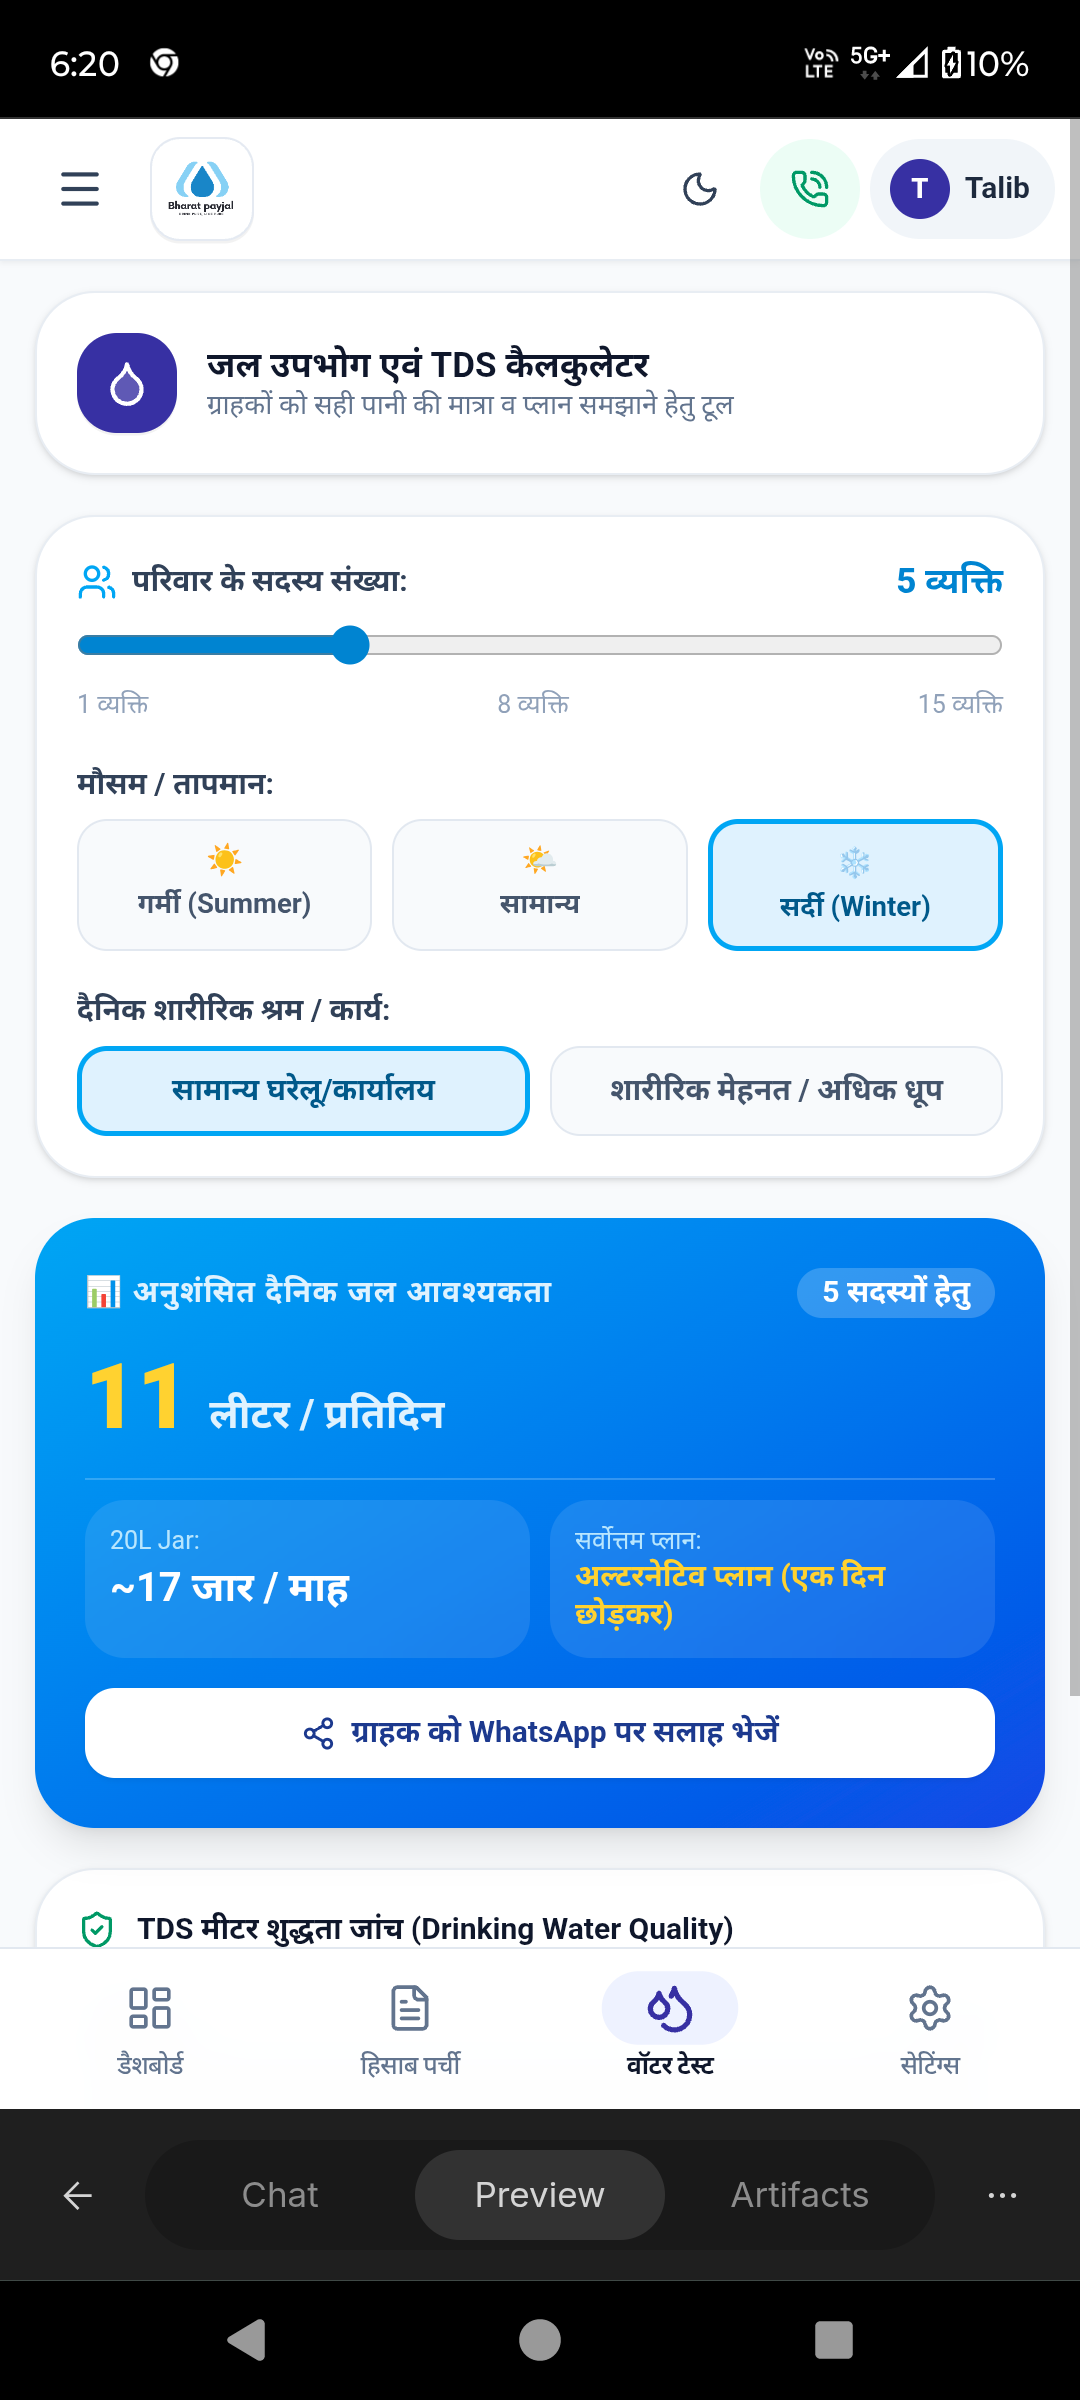 6:20
Vo LTE 5G+ 10%
Bharat payjal
T Talib
जल उपभोग एवं TDS कैलकुलेटर
ग्राहकों को सही पानी की मात्रा व प्लान समझाने हेतु टूल
परिवार के सदस्य संख्या: 5 व्यक्ति
1 व्यक्ति 8 व्यक्ति 15 व्यक्ति
मौसम / तापमान:
गर्मी (Summer) सामान्य सर्दी (Winter)
दैनिक शारीरिक श्रम / कार्य:
सामान्य घरेलू/कार्यालय शारीरिक मेहनत / अधिक धूप
अनुशंसित दैनिक जल आवश्यकता 5 सदस्यों हेतु
11 लीटर / प्रतिदिन
20L Jar:
~17 जार / माह
सर्वोत्तम प्लान:
अल्टरनेटिव प्लान (एक दिन
छोड़कर)
ग्राहक को WhatsApp पर सलाह भेजें
TDS मीटर शुद्धता जांच (Drinking Water Quality)
डैशबोर्ड हिसाब पर्ची वॉटर टेस्ट सेटिंग्स
Chat Preview Artifacts